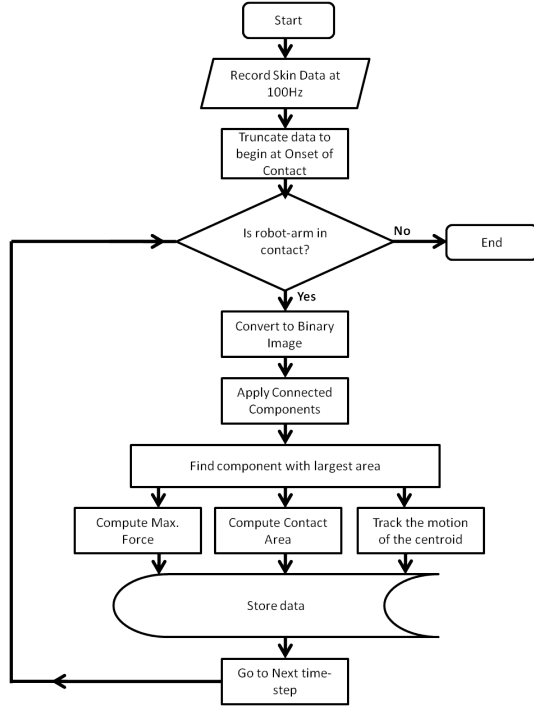 Start
Record Skin Data at
100Hz
Truncate data to
begin at Onset of
Contact
Is robot-arm in
contact?
No
End
Yes
Convert to Binary
Image
Apply Connected
Components
Find component with largest area
Compute Max.
Force
Compute Contact
Area
Track the motion
of the centroid
Store data
Go to Next time-
step